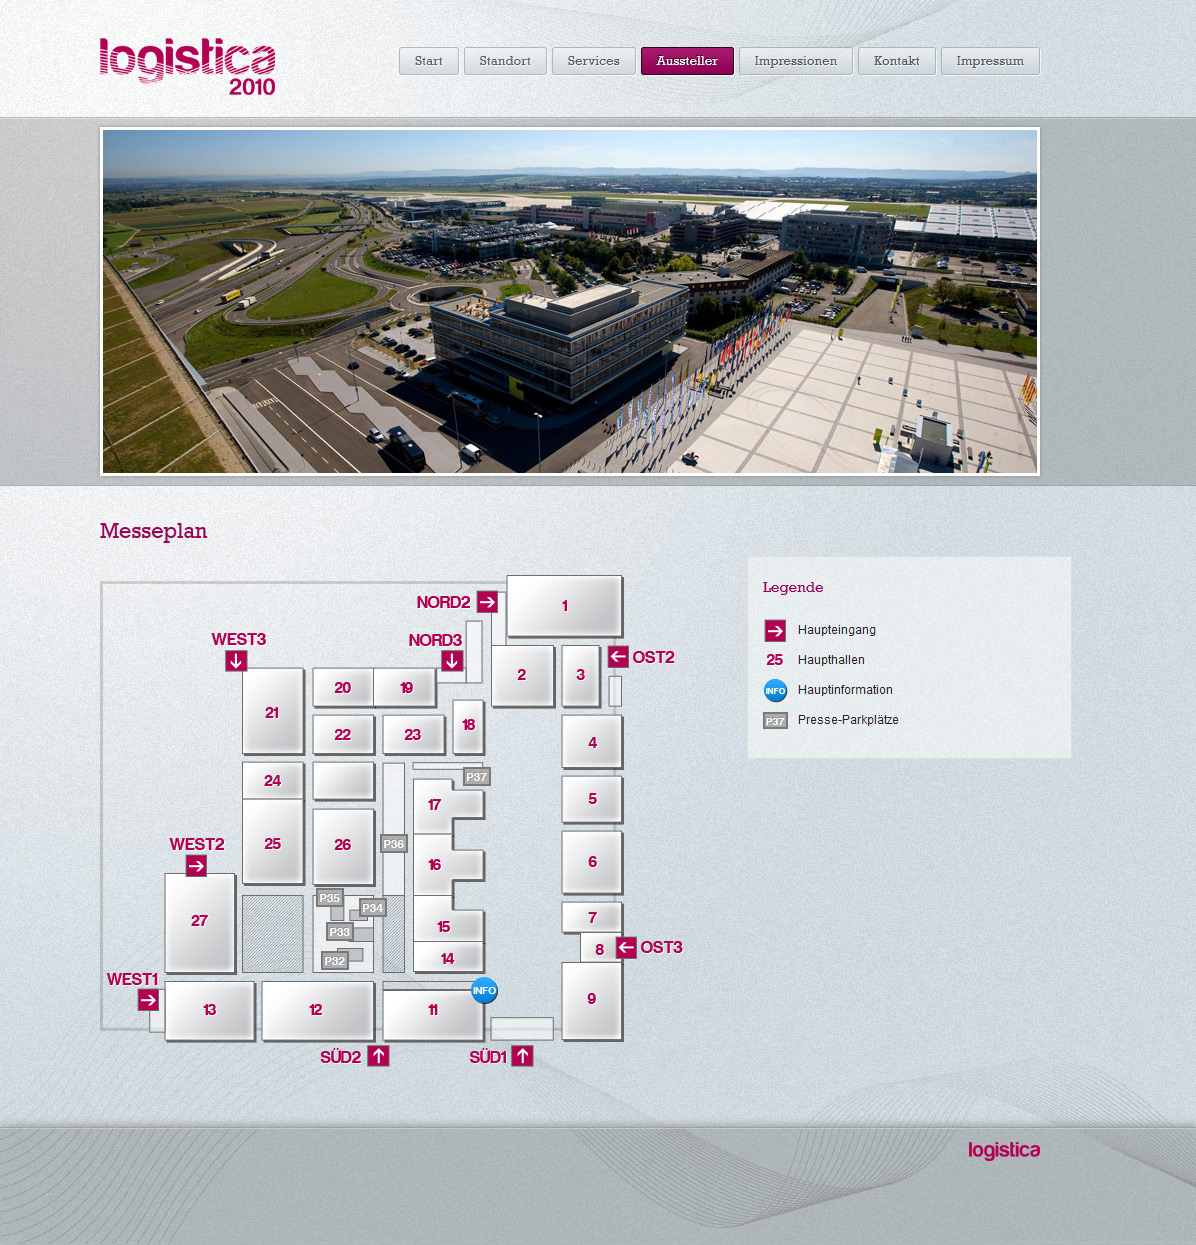 logistica
2010
Start
Standort
Services
Aussteller
Impressionen
Kontakt
Impressum
Messeplan
NORD2
1
WEST3
NORD3
OST2
2
3
20
19
21
18
22
23
4
24
P37
5
17
25
26
P36
WEST2
16
6
P35
P34
27
7
P33
15
8
OST3
P32
14
WEST1
INFO
9
13
12
11
SÜD2
SÜD1
Legende
Haupteingang
25 Haupthallen
INFO Hauptinformation
P37 Presse-Parkplätze
logistica